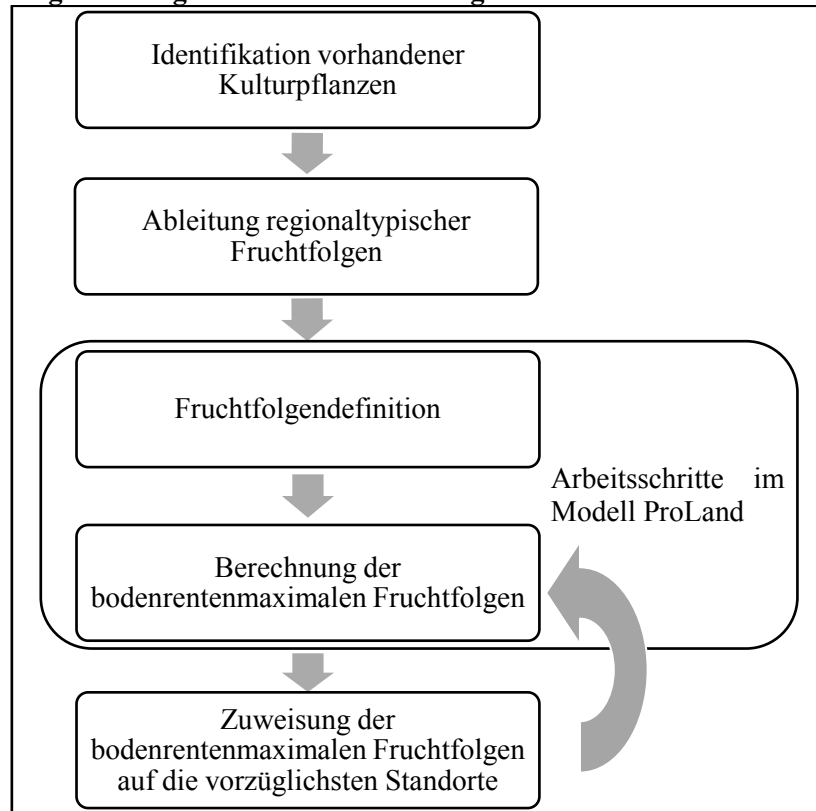 Identifikation vorhandener
Kulturpflanzen
Ableitung regionaltypischer
Fruchtfolgen
Fruchtfolgendefinition
Arbeitsschritte im
Modell ProLand
Berechnung der
bodenrentenmaximalen Fruchtfolgen
Zuweisung der
bodenrentenmaximalen Fruchtfolgen
auf die vorzüglichsten Standorte